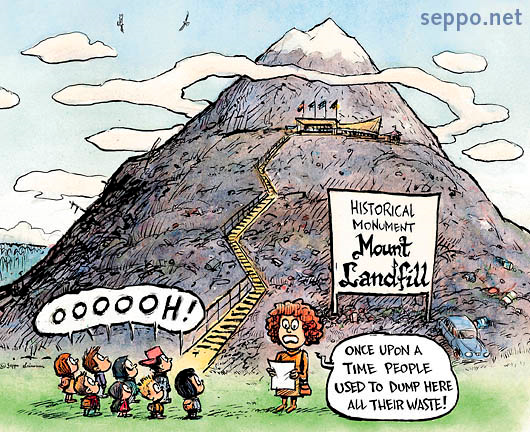 seppo.net
HISTORICAL
MONUMENT
Mount
Landfill
OOOOOH!
ONCE UPON A
TIME PEOPLE
USED TO DUMP HERE
ALL THEIR WASTE!